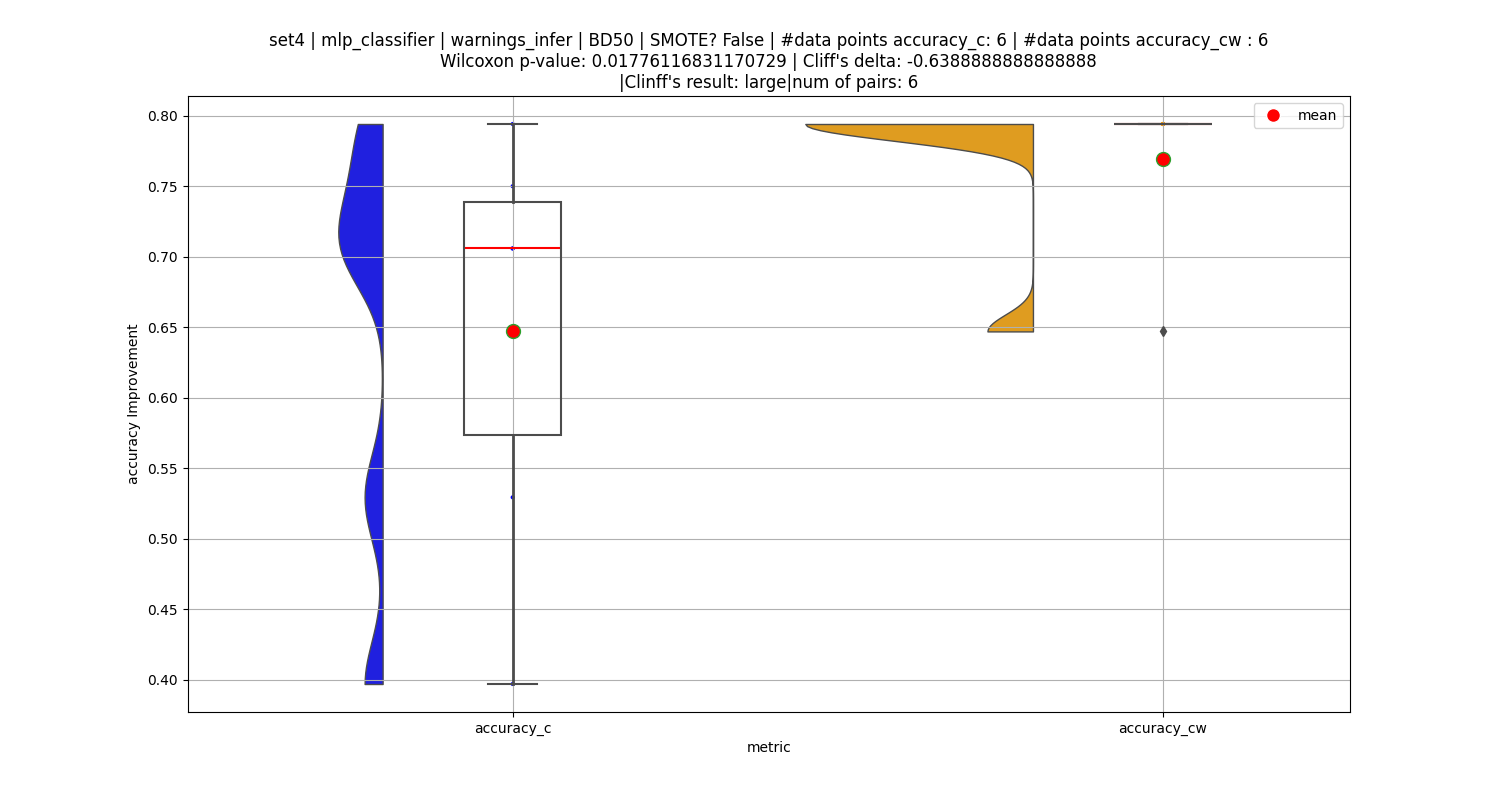 set4 | mlp_classifier | warnings_infer | BD50 | SMOTE? False | #data points accuracy_c: 6 | #data points accuracy_cw : 6
Wilcoxon p-value: 0.01776116831170729 | Cliff's delta: -0.6388888888888888
|Clinff's result: large|num of pairs: 6
mean
0.80
0.75
0.70
0.65
0.60
0.55
0.50
0.45
0.40
accuracy Improvement
accuracy_c
accuracy_cw
metric